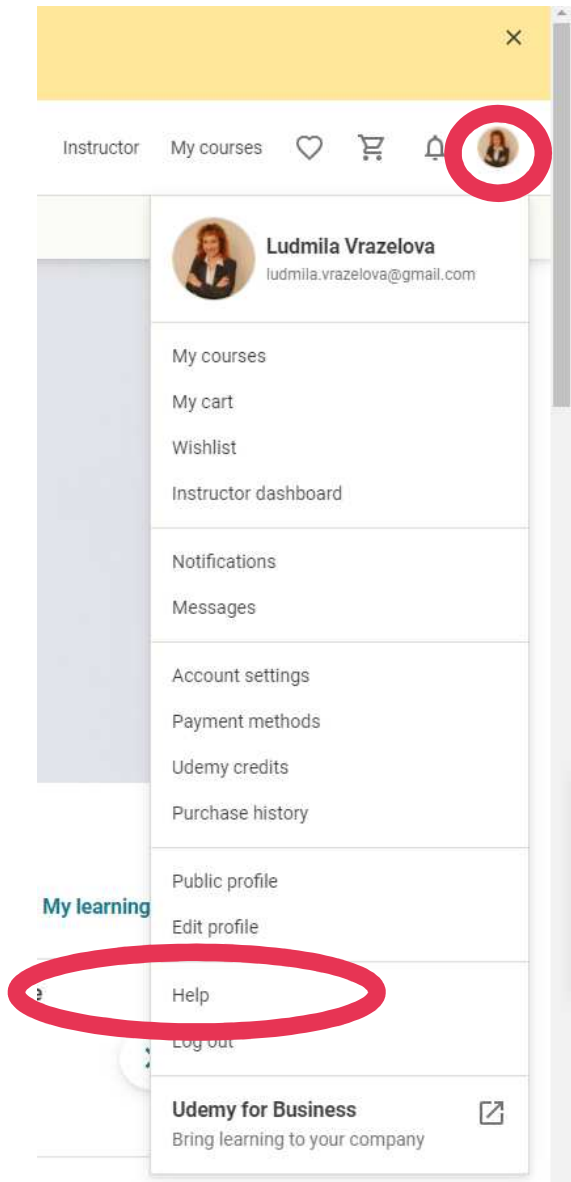 Instructor My courses
Ludmila Vrazelova
ludmila.vrazelova@gmail.com
My courses
My cart
Wishlist
Instructor dashboard
Notifications
Messages
Account settings
Payment methods
Udemy credits
Purchase history
Public profile
My learning
Edit profile
Help
Log out
Udemy for Business
Bring learning to your company